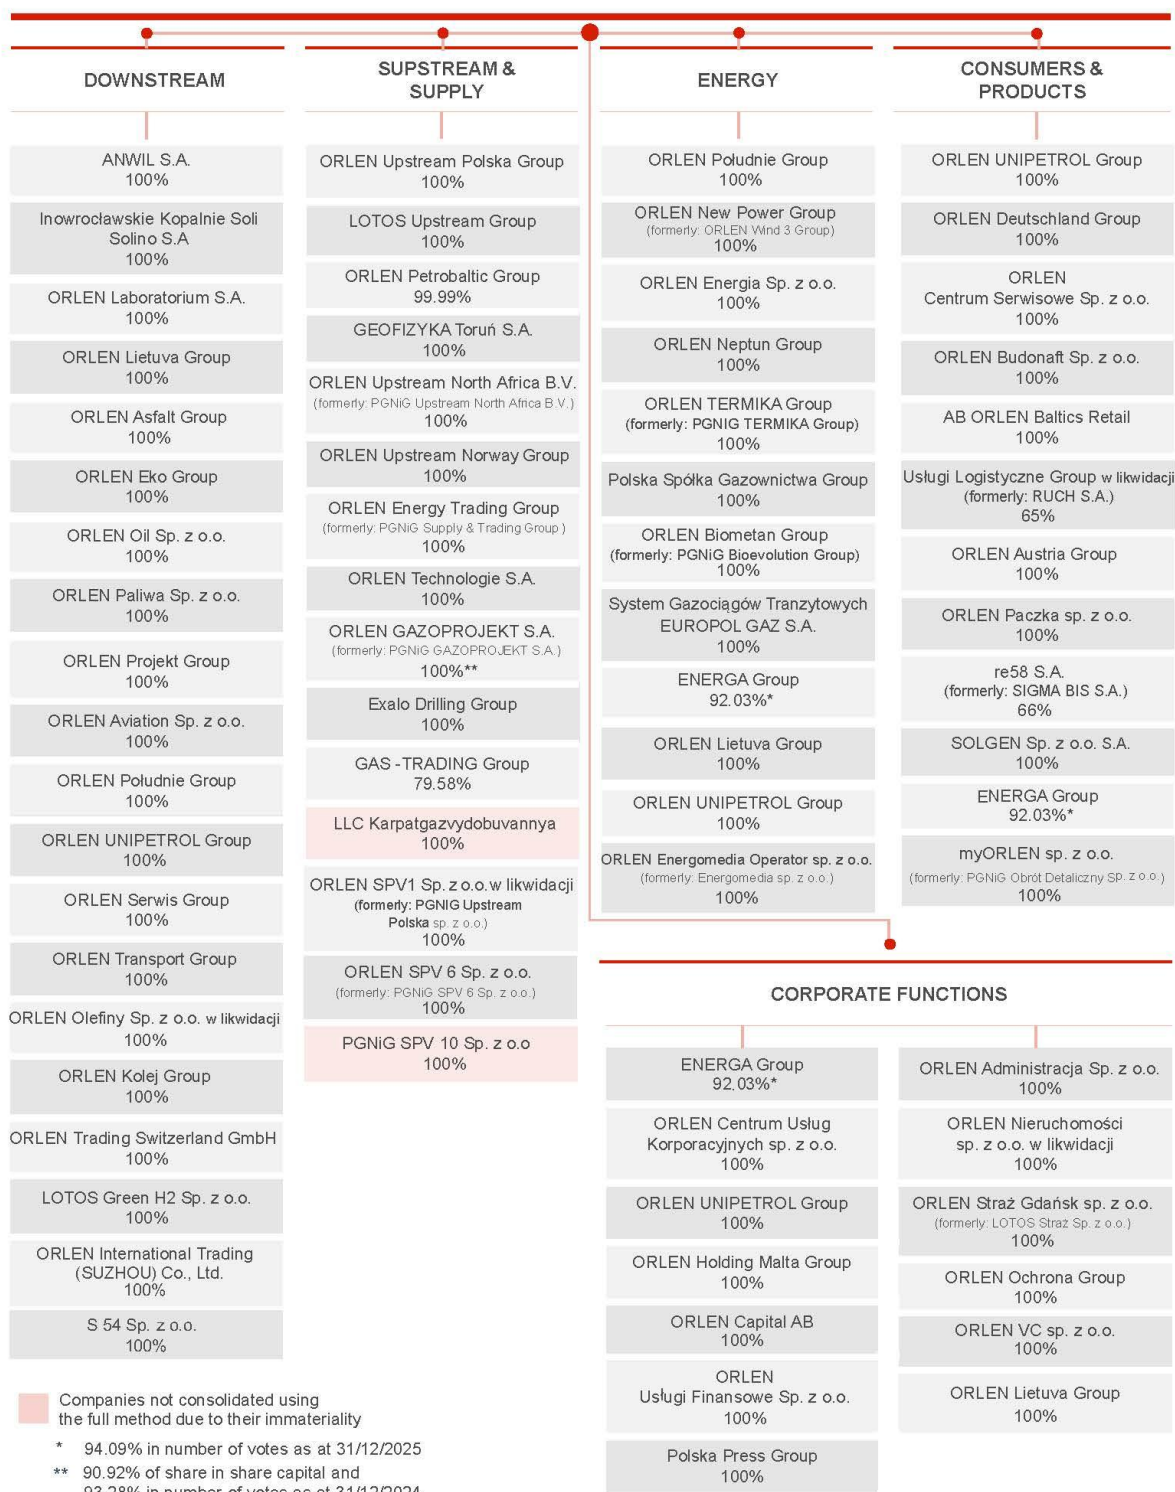 DOWNSTREAM
ANWIL S.A.
100%
Inowrocławskie Kopalnie Soli
Solino S.A
100%
ORLEN Laboratorium S.A.
100%
ORLEN Lietuva Group
100%
ORLEN Asfalt Group
100%
ORLEN Eko Group
100%
ORLEN Oil Sp. z o.o.
100%
ORLEN Paliwa Sp. z o.o.
100%
ORLEN Projekt Group
100%
ORLEN Aviation Sp. z o.o.
100%
ORLEN Południe Group
100%
ORLEN UNIPETROL Group
100%
ORLEN Serwis Group
100%
ORLEN Transport Group
100%
ORLEN Olefiny Sp. z o.o. w likwidacji
100%
ORLEN Kolej Group
100%
ORLEN Trading Switzerland GmbH
100%
LOTOS Green H2 Sp. z o.o.
100%
ORLEN International Trading
(SUZHOU) Co., Ltd.
100%
S 54 Sp. z o.o.
100%
SUPSTREAM &
SUPPLY
ORLEN Upstream Polska Group
100%
LOTOS Upstream Group
100%
ORLEN Petrobaltic Group
99.99%
GEOFIZYKA Toruń S.A.
100%
ORLEN Upstream North Africa B.V.
(formerly: PGNiG Upstream North Africa B.V.)
100%
ORLEN Upstream Norway Group
100%
ORLEN Energy Trading Group
(formerly: PGNiG Supply & Trading Group )
100%
ORLEN Technologie S.A.
100%
ORLEN GAZOPROJEKT S.A.
(formerly: PGNiG GAZOPROJEKT S.A.)
100%**
Exalo Drilling Group
100%
GAS -TRADING Group
79.58%
LLC Karpatgazvydobuvannya
100%
ORLEN SPV1 Sp. z o.o. w likwidacji
(formerly: PGNIG Upstream
Polska sp. z o.o.)
100%
ORLEN SPV 6 Sp. z o.o.
(formerly: PGNiG SPV 6 Sp. z o.o.)
100%
PGNiG SPV 10 Sp. z o.o
100%
ENERGY
ORLEN Południe Group
100%
ORLEN New Power Group
(formerly: ORLEN Wind 3 Group)
100%
ORLEN Energia Sp. z o.o.
100%
ORLEN Neptun Group
100%
ORLEN TERMIKA Group
(formerly: PGNIG TERMIKA Group)
100%
Polska Spółka Gazownictwa Group
100%
ORLEN Biometan Group
(formerly: PGNiG Bioevolution Group)
100%
System Gazociągów Tranzytowych
EUROPOL GAZ S.A.
100%
ENERGA Group
92.03%*
ORLEN Lietuva Group
100%
ORLEN UNIPETROL Group
100%
ORLEN Energomedia Operator sp. z o.o.
(formerly: Energomedia sp. z o.o.)
100%
CONSUMERS &
PRODUCTS
ORLEN UNIPETROL Group
100%
ORLEN Deutschland Group
100%
ORLEN
Centrum Serwisowe Sp. z o.o.
100%
ORLEN Budonaft Sp. z o.o.
100%
AB ORLEN Baltics Retail
100%
Usługi Logistyczne Group w likwidacji
(formerly: RUCH S.A.)
65%
ORLEN Austria Group
100%
ORLEN Paczka sp. z o.o.
100%
re58 S.A.
(formerly: SIGMA BIS S.A.)
66%
SOLGEN Sp. z o.o. S.A.
100%
ENERGA Group
92.03%*
myORLEN sp. z o.o.
(formerly: PGNiG Obrót Detaliczny SP. z o.o.)
100%
CORPORATE FUNCTIONS
ENERGA Group
92.03%*
ORLEN Centrum Usług
Korporacyjnych sp. z o.o.
100%
ORLEN UNIPETROL Group
100%
ORLEN Holding Malta Group
100%
ORLEN Capital AB
100%
ORLEN
Usługi Finansowe Sp. z o.o.
100%
Polska Press Group
100%
ORLEN Administracja Sp. z o.o.
100%
ORLEN Nieruchomości
sp. z o.o. w likwidacji
100%
ORLEN Straż Gdańsk sp. z o.o.
(formerly: LOTOS Straż Sp. z o.o.)
100%
ORLEN Ochrona Group
100%
ORLEN VC sp. z o.o.
100%
ORLEN Lietuva Group
100%
Companies not consolidated using
the full method due to their immateriality
* 94.09% in number of votes as at 31/12/2025
** 90.92% of share in share capital and
93.28% in number of votes as at 31/12/2024